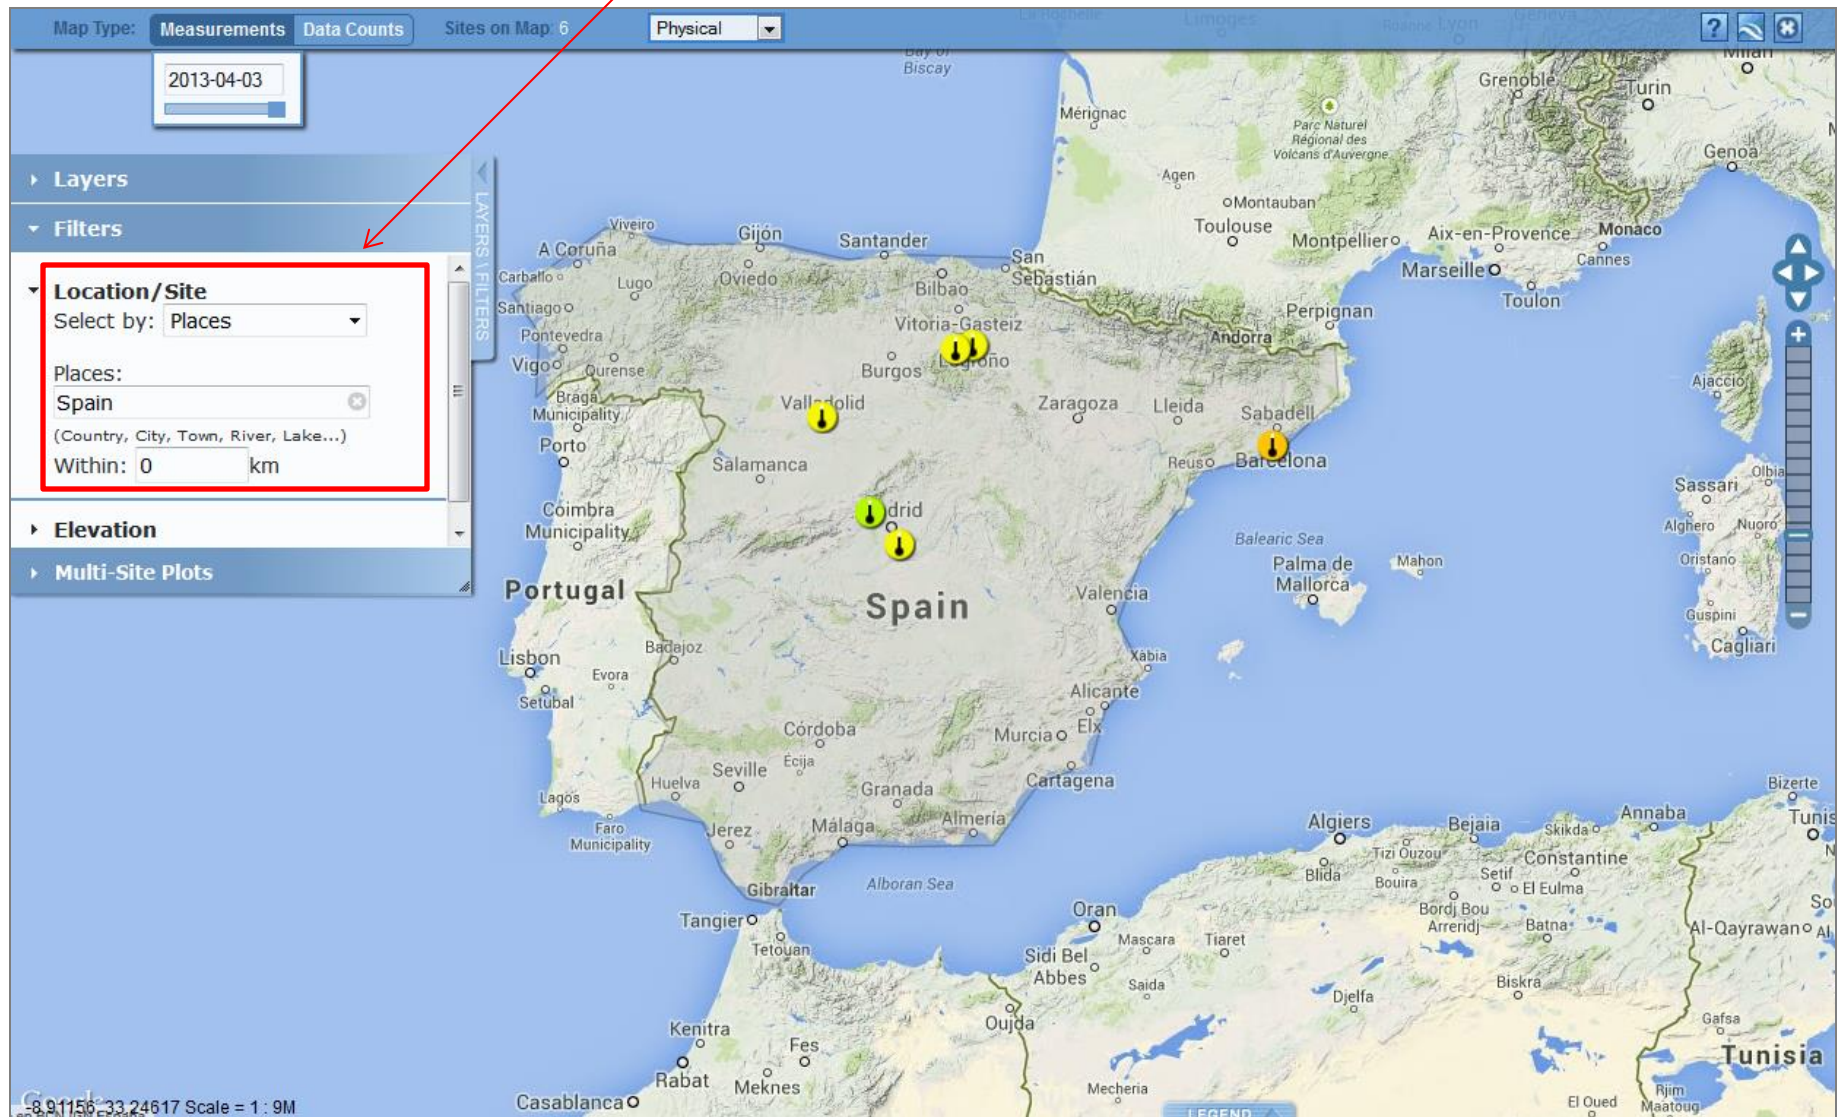 Map Type: Measurements Data Counts Sites on Map: 6 Physical
2013-04-03
Layers
Filters
LAYERS \ FILTERS
Location/Site
Select by: Places
Places:
Spain
(Country, City, Town, River, Lake...)
Within: 0 km
Elevation
Multi-Site Plots
Limoges
Lyon
Bay of
Biscay
Milan
Grenoble
Turin
Mérignac
Parc Naturel
Régional des
Volcans d'Auvergne
Genoa
Agen
Montauban
Toulouse
Montpellier
Aix-en-Provence
Monaco
Marseille
Cannes
Toulon
Viveiro
Gijón
Santander
San
Sebastián
A Coruña
Carballo
Lugo
Oviedo
Bilbao
Santiago
Vitoria-Gasteiz
Perpignan
Andorra
Pontevedra
Vigo
Ourense
Burgos
Ajaccio
Braga
Municipality
Zaragoza
Lleida
Sabadell
Porto
Salamanca
Reus
Barcelona
Olbia
Sassari
Coimbra
Municipality
Alghero
Nuoro
Balearic Sea
Palma de
Mallorca
Mahon
Oristano
Portugal
Spain
Valencia
Guspini
Cagliari
Lisbon
Badajoz
Xàbia
Evora
Setúbal
Alicante
Elx
Córdoba
Murcia
Seville
Écija
Huelva
Granada
Cartagena
Lagos
Bizerte
Faro
Municipality
Jerez
Málaga
Almería
Algiers
Bejaia
Skikda
Annaba
Tunis
Tizi Ouzou
Constantine
Blida
Bouira
Setif
El Eulma
Gibraltar
Alboran Sea
Tangier
Oran
Bordj Bou
Arreridj
Batna
Al-Qayrawan
Tetouan
Mascara
Tiaret
Sidi Bel
Abbes
Saida
Biskra
Djelfa
Kenitra
Oujda
Gafsa
Fes
Tunisia
Rabat
Meknes
Mecheria
Rjim
Maatoug
El Oued
Casablanca
LEGEND
-8.91156, 33.24617 Scale = 1 : 9M